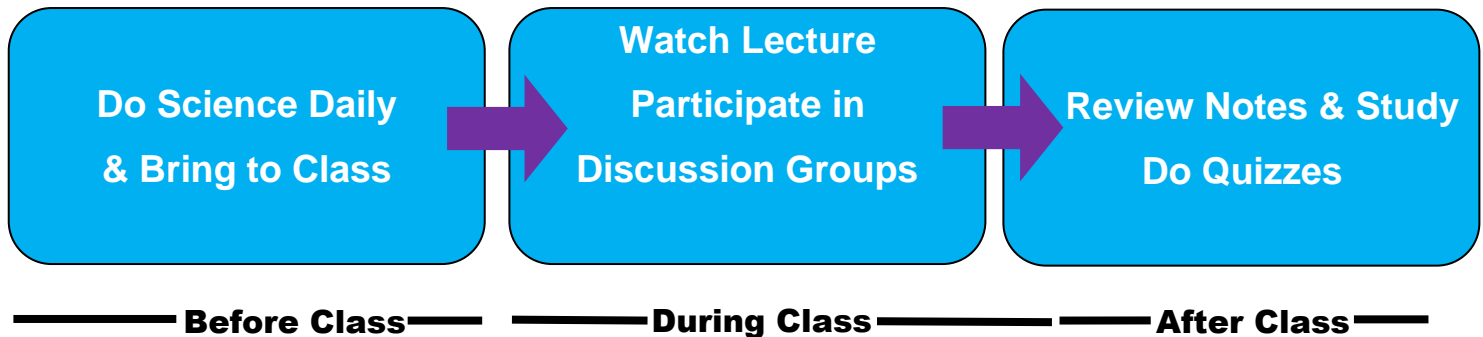 Do Science Daily
& Bring to Class
Watch Lecture
Participate in
Discussion Groups
Review Notes & Study
Do Quizzes
Before Class
During Class
After Class